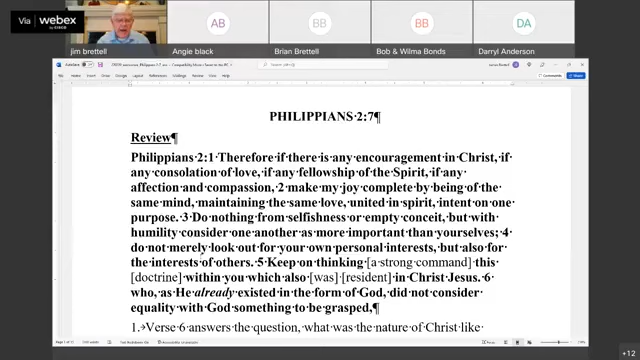 Via webex
BY CISCO
jim brettell
AB
Angie black
BB
Brian Brettell
BB
Bob & Wilma Bonds
DA
Darryl Anderson
Comments
Share
PHILIPPIANS·2:7¶
Review¶
Philippians·2:1·Therefore·if·there·is·any·encouragement·in·Christ,·if·
any·consolation·of·love,·if·any·fellowship·of·the·Spirit,·if·any·
affection·and·compassion,·2·make·my·joy·complete·by·being·of·the·
same·mind,·maintaining·the·same·love,·united·in·spirit,·intent·on·one·
purpose.·3·Do·nothing·from·selfishness·or·empty·conceit,·but·with·
humility·consider·one·another·as·more·important·than·yourselves;·4·
do·not·merely·look·out·for·your·own·personal·interests,·but·also·for·
the·interests·of·others.·5·Keep·on·thinking·[a·strong·command]·this·
[doctrine]·within·you·which·also·[was]·[resident]·in·Christ·Jesus.·6·
who,·as·He·already·existed·in·the·form·of·God,·did·not·consider·
equality·with·God·something·to·be·grasped,¶
1.→Verse·6·answers·the·question,·what·was·the·nature·of·Christ·like·
+12